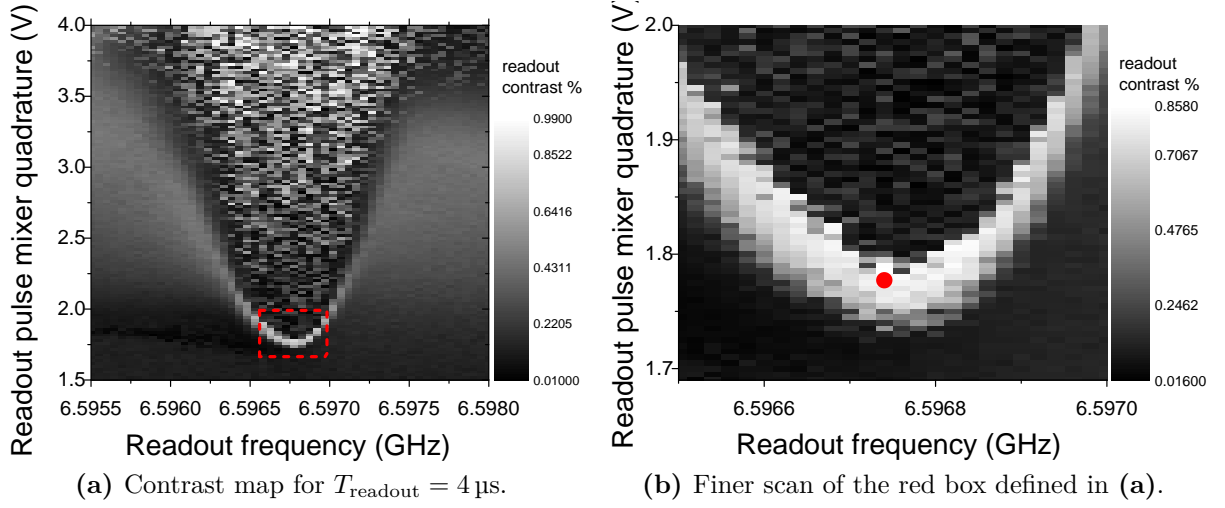 Readout pulse mixer quadrature (V)
4.0
3.5
3.0
2.5
2.0
1.5
6.5955 6.5960 6.5965 6.5970 6.5975 6.5980
Readout frequency (GHz)
readout
contrast %
0.9900
0.8522
0.6416
0.4311
0.2205
0.01000
(a) Contrast map for Treadout = 4 µs.
Readout pulse mixer quadrature (V)
2.0
1.9
1.8
1.7
6.5966 6.5968 6.5970
Readout frequency (GHz)
readout
contrast %
0.8580
0.7067
0.4765
0.2462
0.01600
(b) Finer scan of the red box defined in (a).